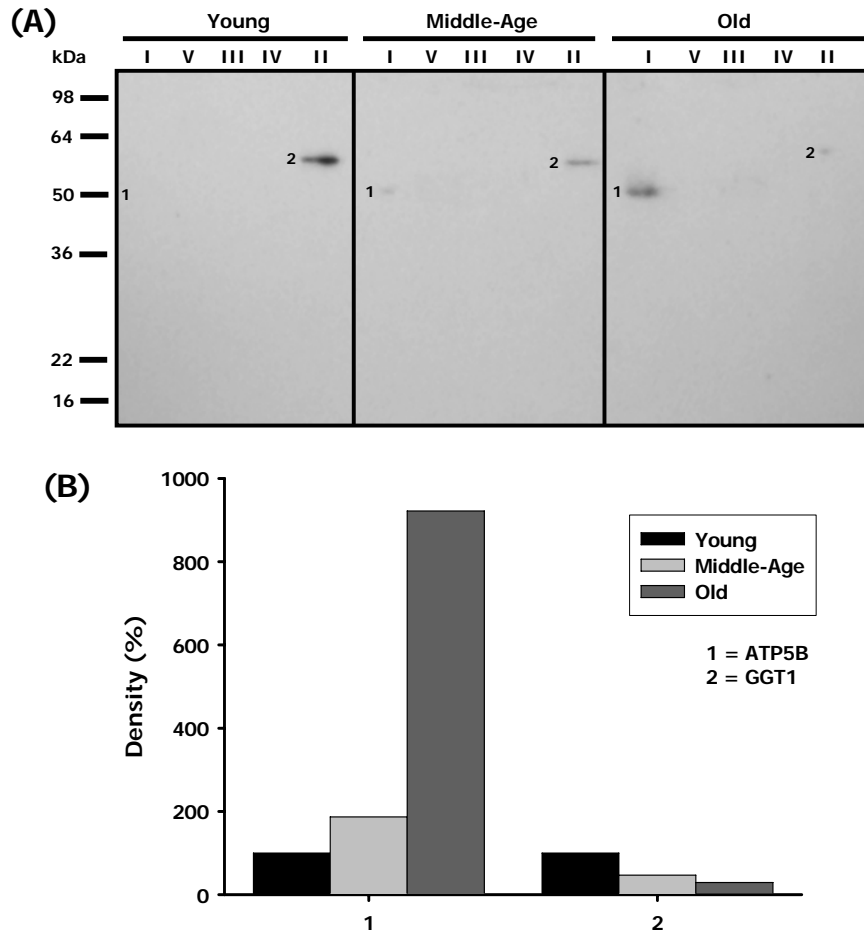 (A)
Young Middle-Age Old
kDa I V III IV II I V III IV II I V III IV II
98
64
2 2 2
50 1 1 1
36
22
16
(B)
1000
800
600
400
200
0
Density (%)
Young
Middle-Age
Old
1 = ATP5B
2 = GGT1
1 2